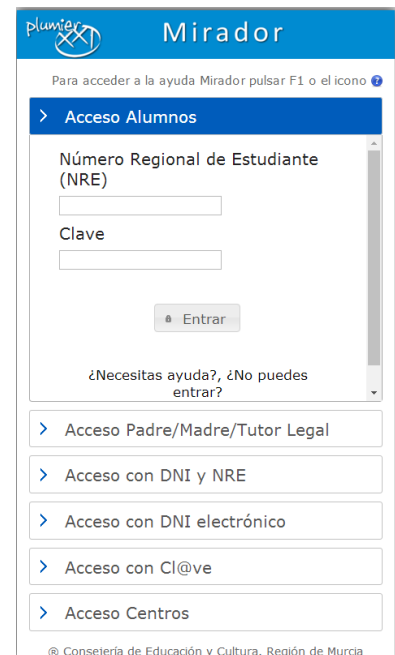 plumier
XXI
Mirador
Para acceder a la ayuda Mirador pulsar F1 o el icono ?
Acceso Alumnos
Número Regional de Estudiante
(NRE)
Clave
Entrar
¿Necesitas ayuda?, ¿No puedes
entrar?
Acceso Padre/Madre/Tutor Legal
Acceso con DNI y NRE
Acceso con DNI electrónico
Acceso con Cl@ve
Acceso Centros
® Consejería de Educación y Cultura. Región de Murcia